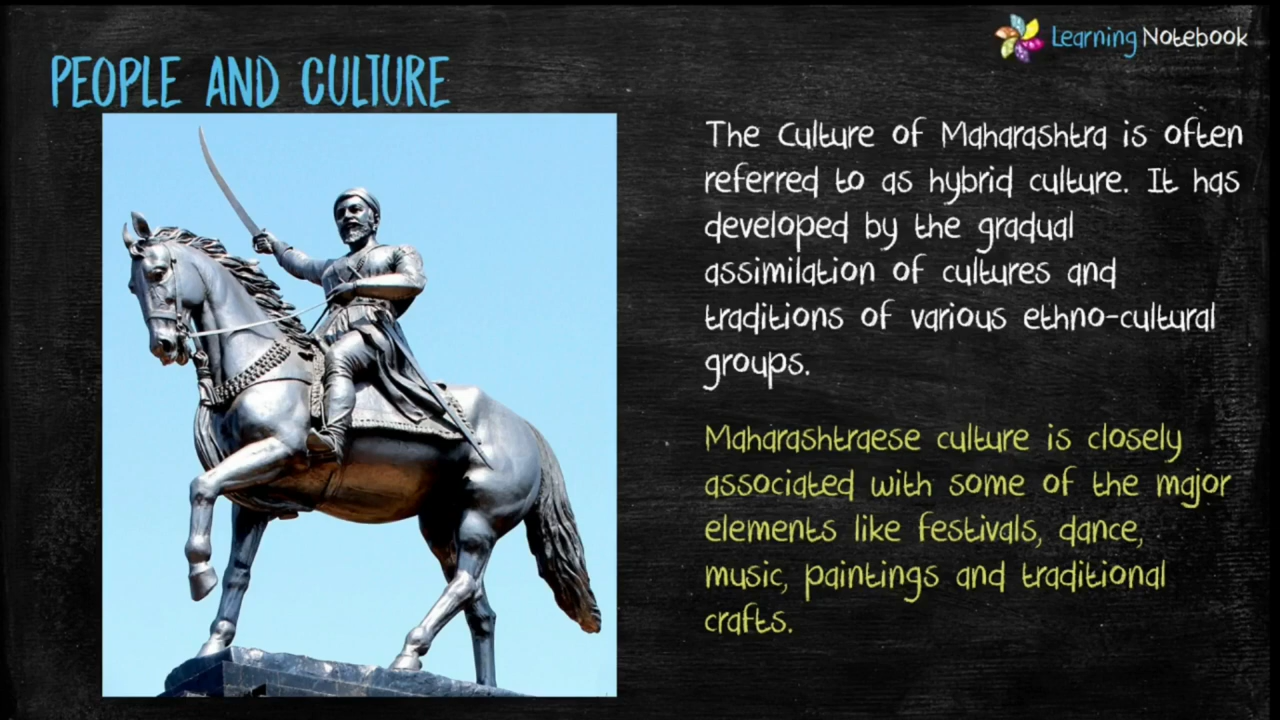 Learning Notebook
PEOPLE AND CULTURE
The Culture of Maharashtra is often
referred to as hybrid culture. It has
developed by the gradual
assimilation of cultures and
traditions of various ethno-cultural
groups.
Maharashtraese culture is closely
associated with some of the major
elements like festivals, dance,
music, paintings and traditional
crafts.